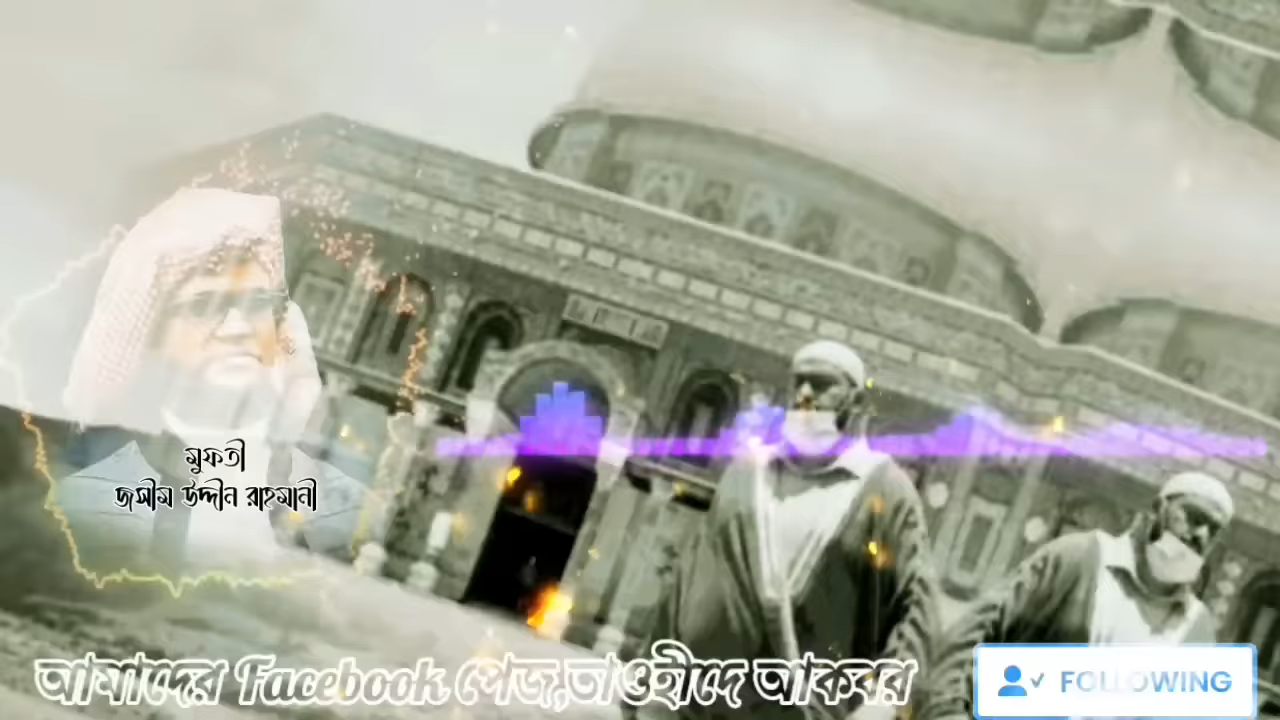 মুফতী
জসীম উদ্দীন রাহমানী
আমাদের Facebook পেজ,তাওহীদে আকবর
FOLLOWING